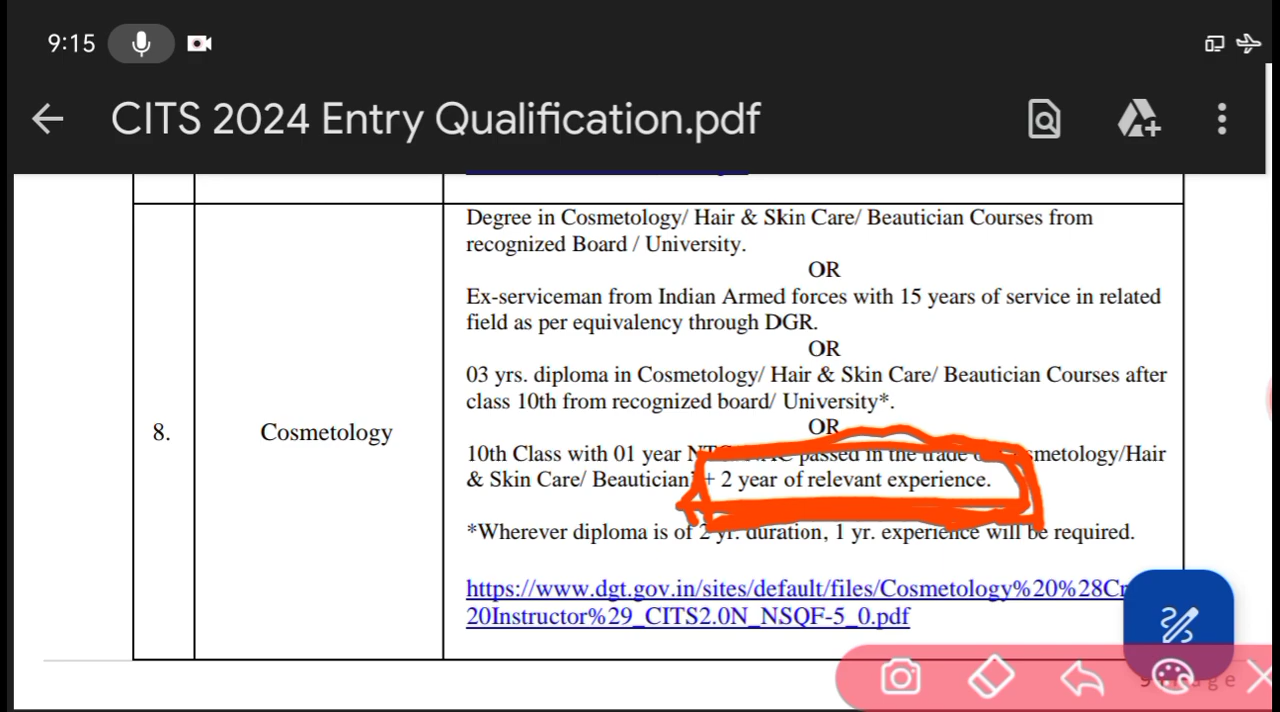 9:15
CITS 2024 Entry Qualification.pdf
Degree in Cosmetology/ Hair & Skin Care/ Beautician Courses from
recognized Board / University.
OR
Ex-serviceman from Indian Armed forces with 15 years of service in related
field as per equivalency through DGR.
OR
03 yrs. diploma in Cosmetology/ Hair & Skin Care/ Beautician Courses after
class 10th from recognized board/ University*.
OR
8.
Cosmetology
10th Class with 01 year passed in the trade
& Skin Care/ Beautician + 2 year of relevant experience.
*Wherever diploma is of 2 yr. duration, 1 yr. experience will be required.
https://www.dgt.gov.in/sites/default/files/Cosmetology%20%28Cr
20Instructor%29_CITS2.0N_NSQF-5_0.pdf